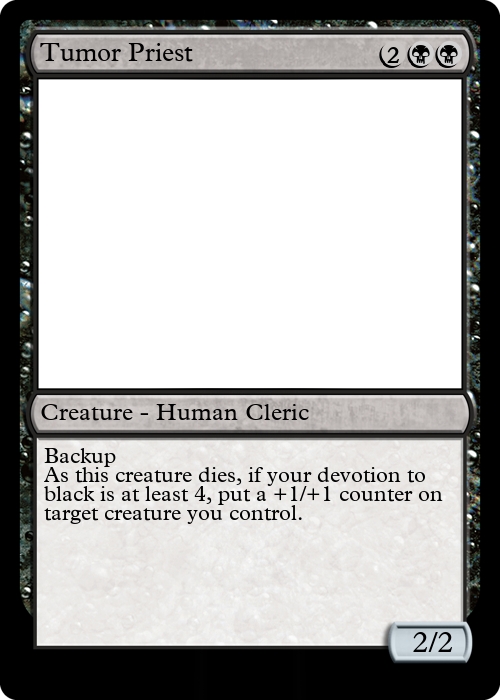 Tumor Priest 2
Creature - Human Cleric
Backup
As this creature dies, if your devotion to
black is at least 4, put a +1/+1 counter on
target creature you control.
2/2